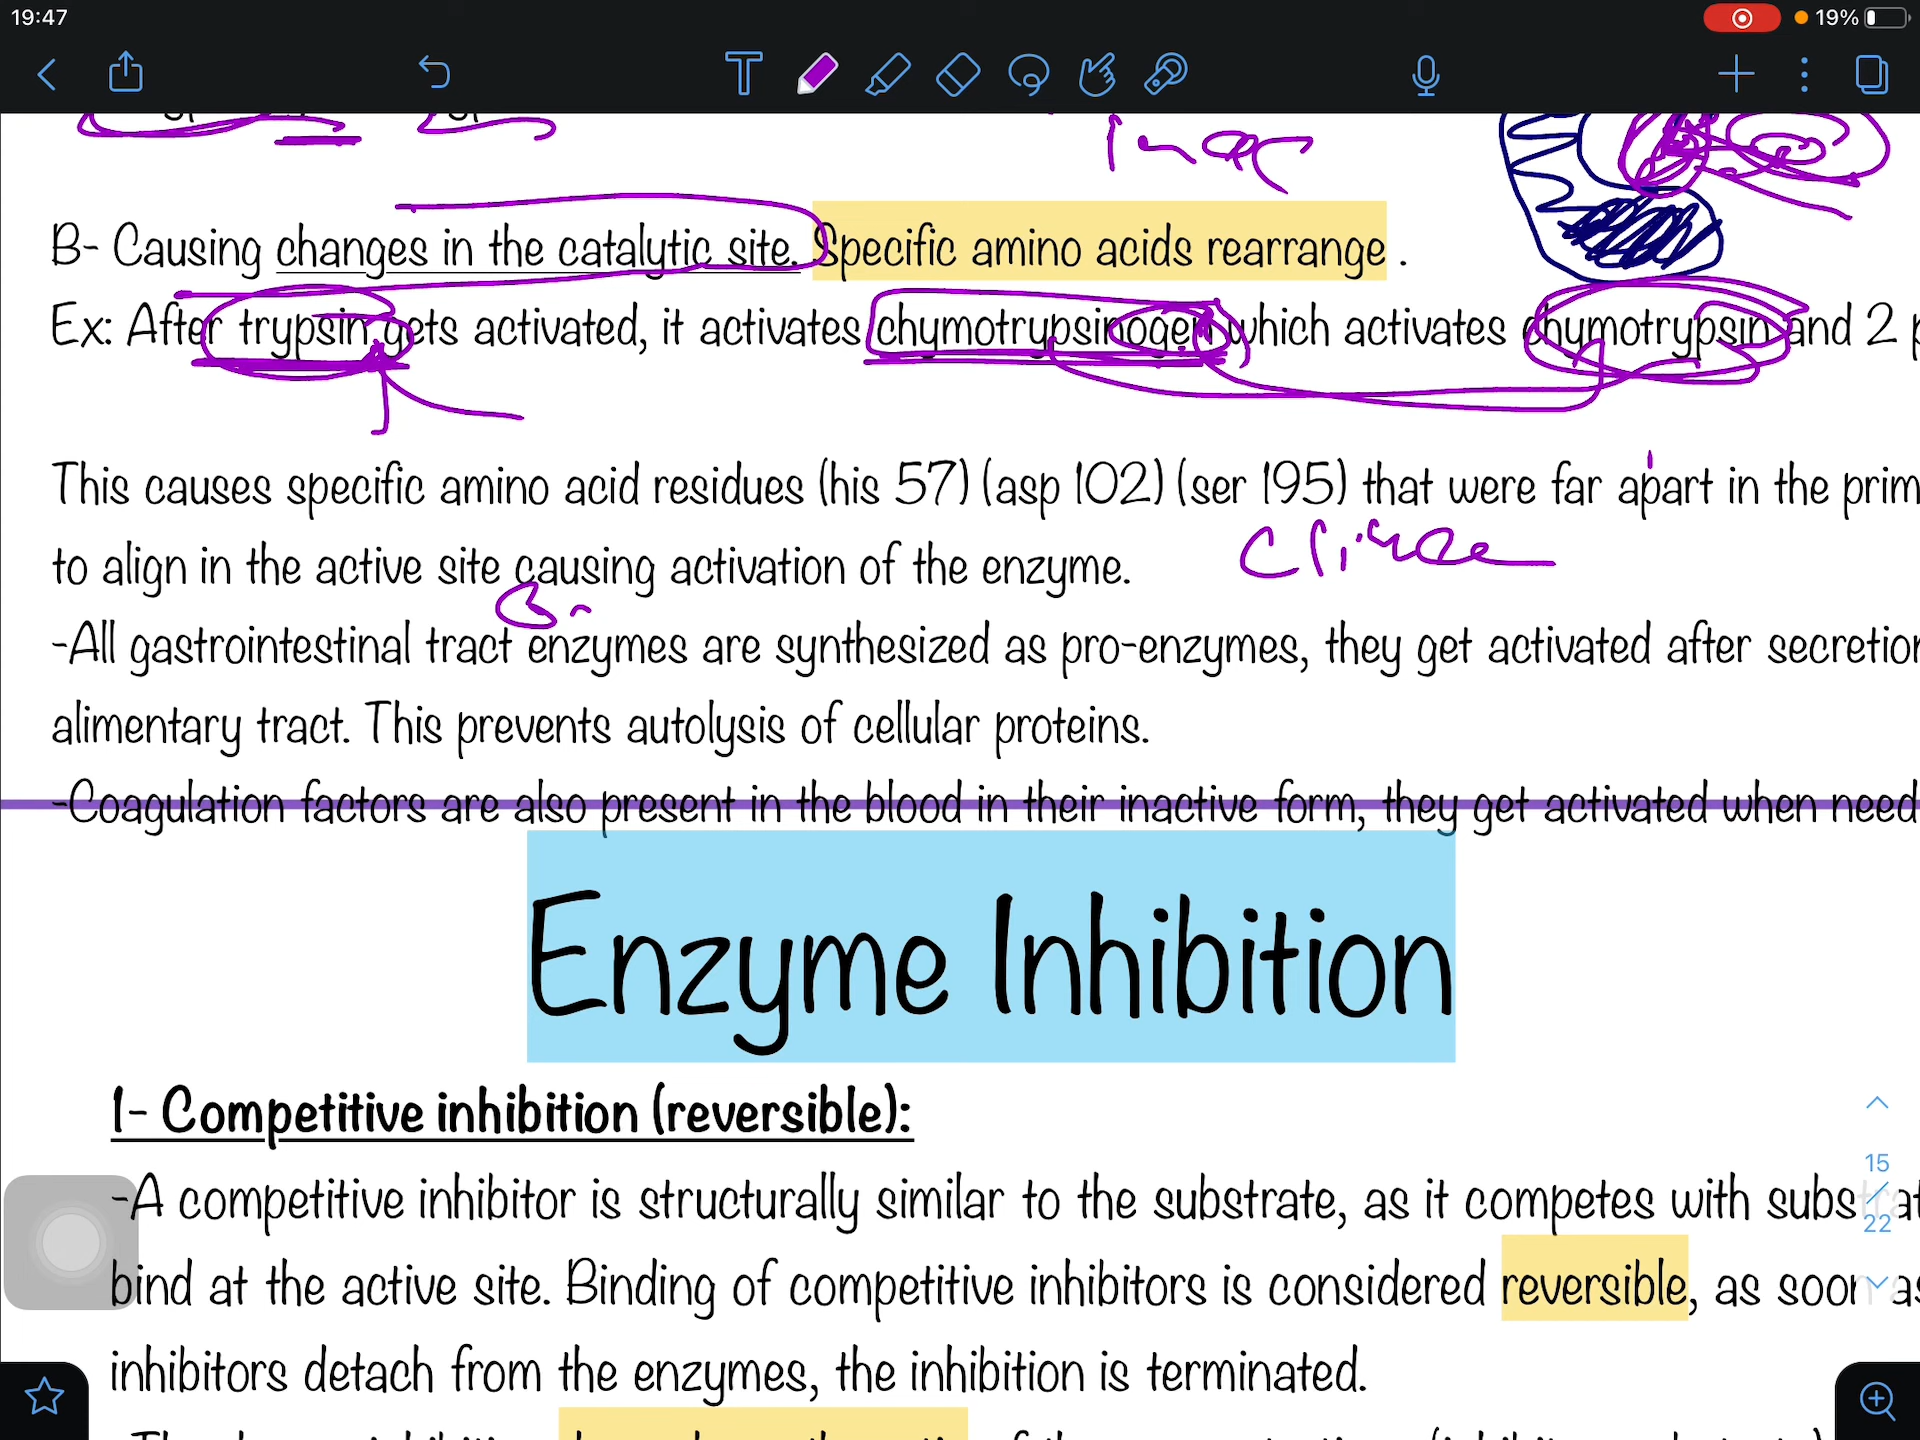 19:47
19%
inac
B- Causing changes in the catalytic site. Specific amino acids rearrange .
Ex: After trypsin gets activated, it activates chymotrypsinogen which activates chymotrypsin and 2 p
This causes specific amino acid residues (his 57) (asp 102) (ser 195) that were far apart in the prim
to align in the active site causing activation of the enzyme.
-All gastrointestinal tract enzymes are synthesized as pro-enzymes, they get activated after secretion
alimentary tract. This prevents autolysis of cellular proteins.
-Coagulation factors are also present in the blood in their inactive form, they get activated when need
Enzyme Inhibition
1- Competitive inhibition (reversible):
-A competitive inhibitor is structurally similar to the substrate, as it competes with substrat
bind at the active site. Binding of competitive inhibitors is considered reversible, as soon as
inhibitors detach from the enzymes, the inhibition is terminated.
15
/
22